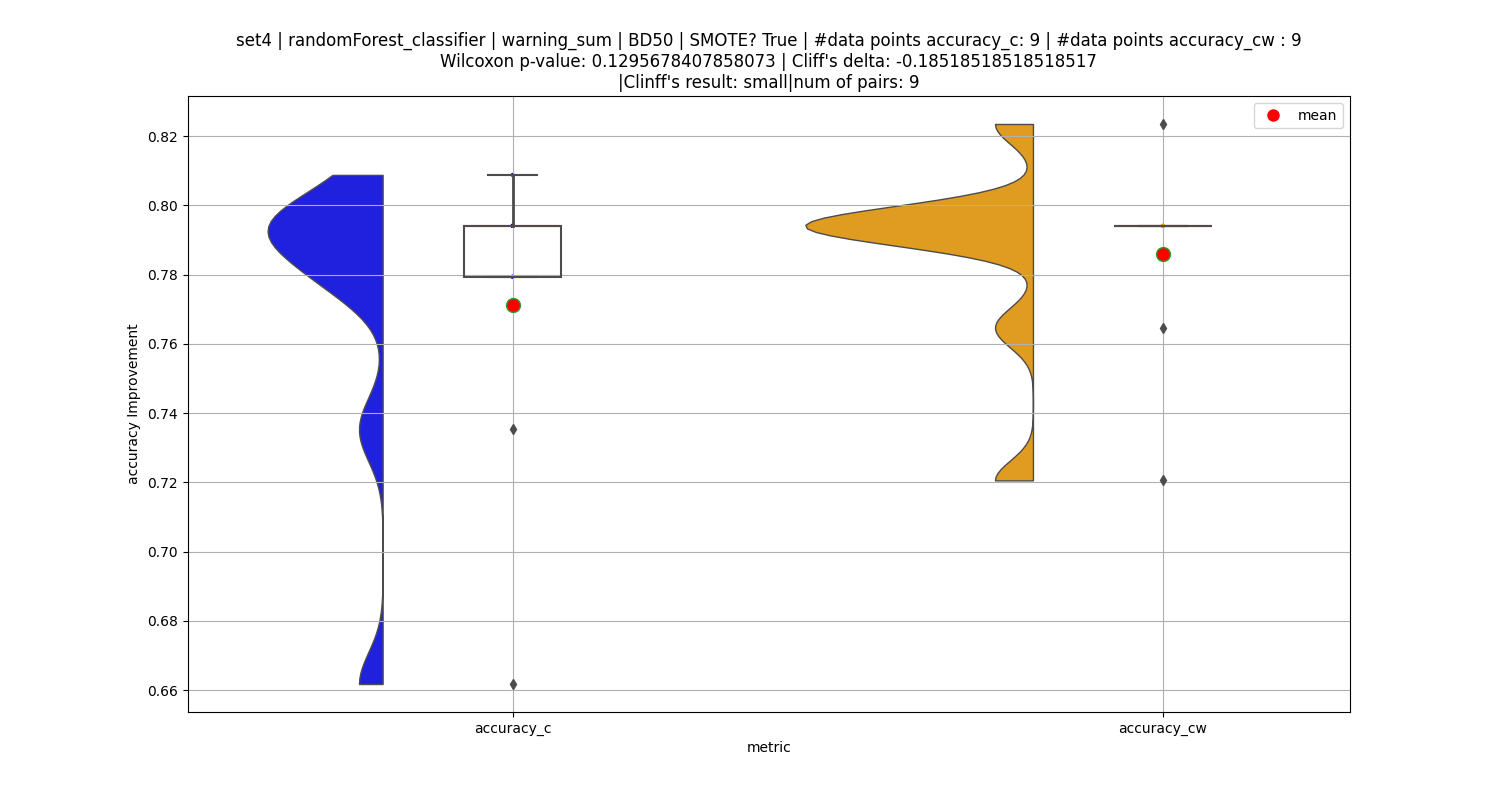 set4 | randomForest_classifier | warning_sum | BD50 | SMOTE? True | #data points accuracy_c: 9 | #data points accuracy_cw : 9
Wilcoxon p-value: 0.1295678407858073 | Cliff's delta: -0.18518518518518517
|Clinff's result: small|num of pairs: 9
mean
0.82
0.80
0.78
0.76
0.74
0.72
0.70
0.68
0.66
accuracy Improvement
accuracy_c
accuracy_cw
metric